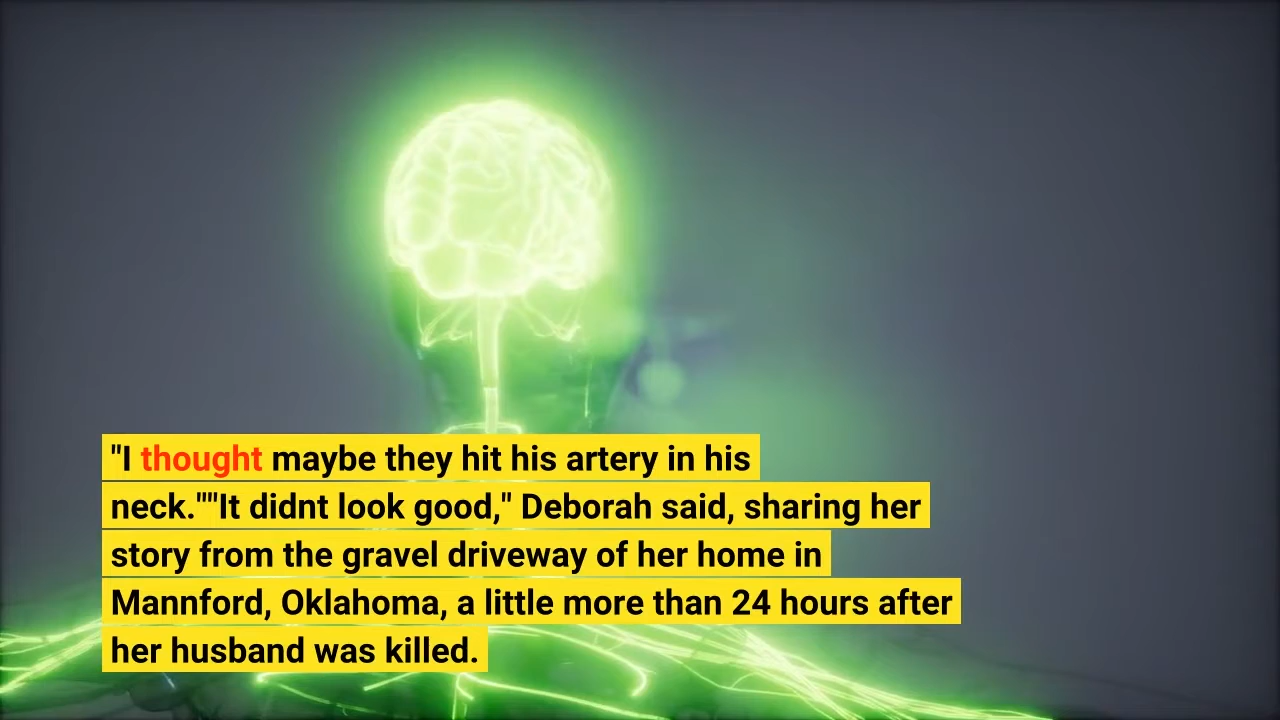 "I thought maybe they hit his artery in his
neck.""It didnt look good," Deborah said, sharing her
story from the gravel driveway of her home in
Mannford, Oklahoma, a little more than 24 hours after
her husband was killed.